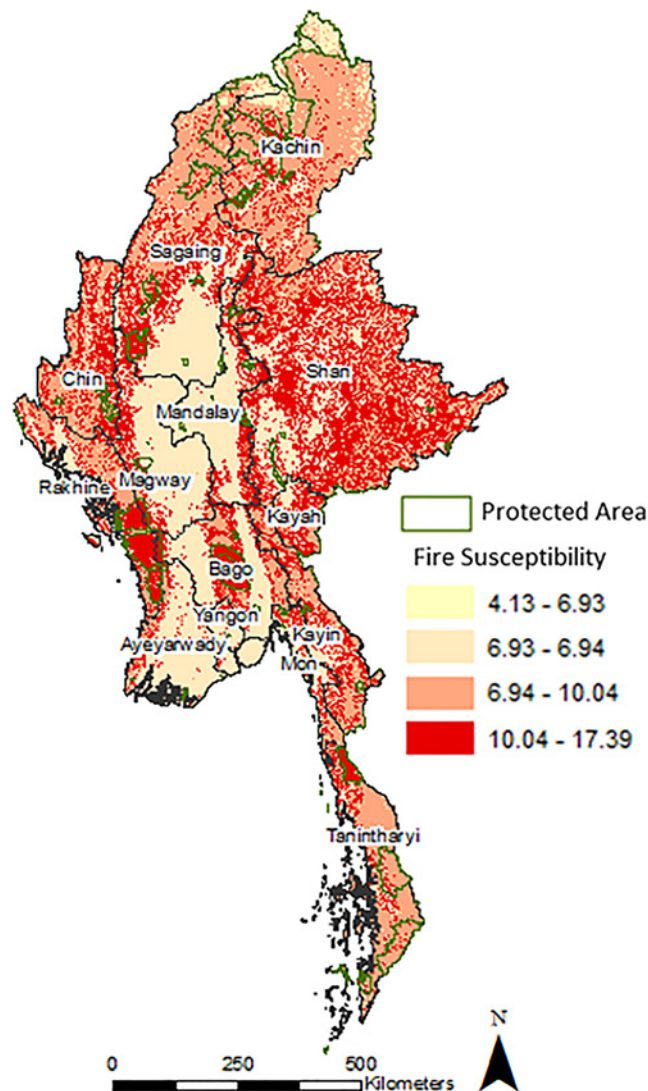 Kachin
Sagaing
Chin
Shan
Mandalay
Magway
Rakhine
Kayah
Protected Area
Fire Susceptibility
Bago
4.13 - 6.93
Yangon
6.93 - 6.94
Ayeyarwady
Kayin
Mon
6.94 - 10.04
10.04 - 17.39
Tanintharyi
N
0 250 500
Kilometers